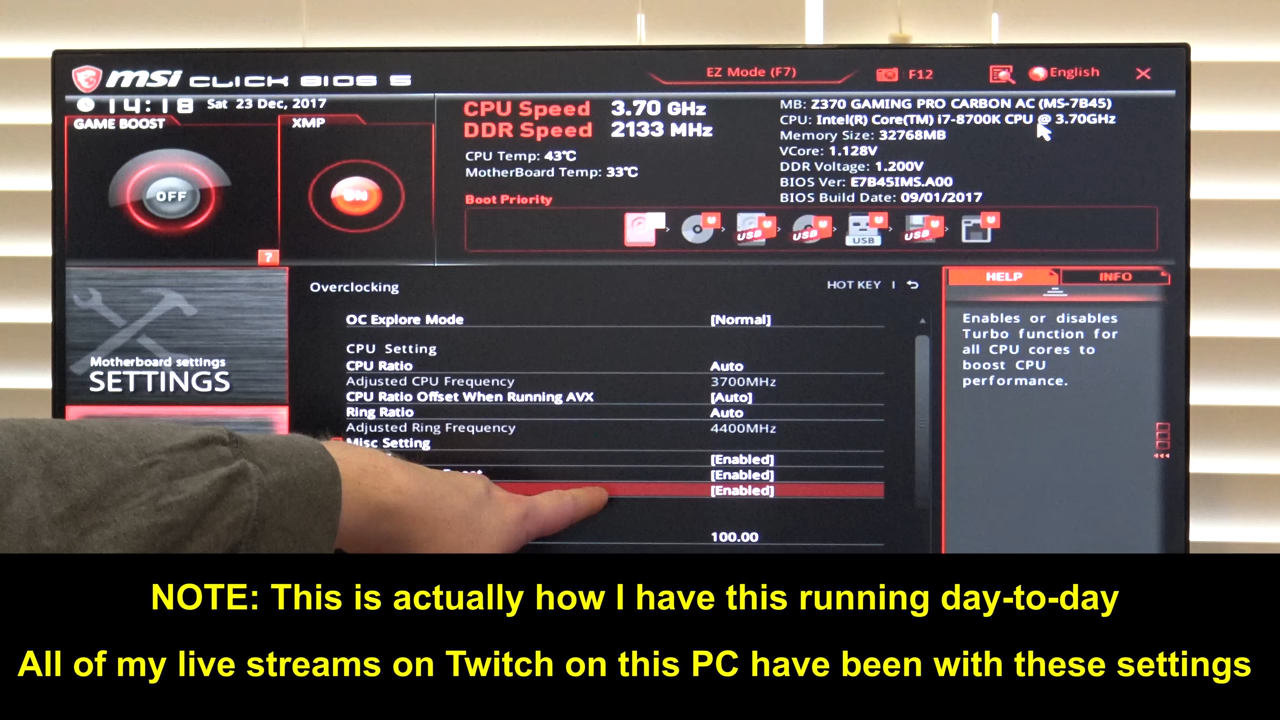 msi CLICK BIOS 5
EZ Mode (F7)
F12
English
X
14:18 Sat 23 Dec, 2017
GAME BOOST
OFF
XMP
ON
?
CPU Speed 3.70 GHz
DDR Speed 2133 MHz
CPU Temp: 43℃
MotherBoard Temp: 33℃
MB: Z370 GAMING PRO CARBON AC (MS-7B45)
CPU: Intel(R) Core(TM) i7-8700K CPU @ 3.70GHz
Memory Size: 32768MB
VCore: 1.128V
DDR Voltage: 1.200V
BIOS Ver: E7B45IMS.A00
BIOS Build Date: 09/01/2017
Boot Priority
USB USB USB USB
Motherboard settings
SETTINGS
Overclocking
HOT KEY
OC Explore Mode [Normal]
CPU Setting
CPU Ratio Auto
Adjusted CPU Frequency 3700MHz
CPU Ratio Offset When Running AVX [Auto]
Ring Ratio Auto
Adjusted Ring Frequency 4400MHz
Misc Setting
[Enabled]
[Enabled]
[Enabled]
100.00
HELP
INFO
Enables or disables
Turbo function for
all CPU cores to
boost CPU
performance.
NOTE: This is actually how I have this running day-to-day
All of my live streams on Twitch on this PC have been with these settings